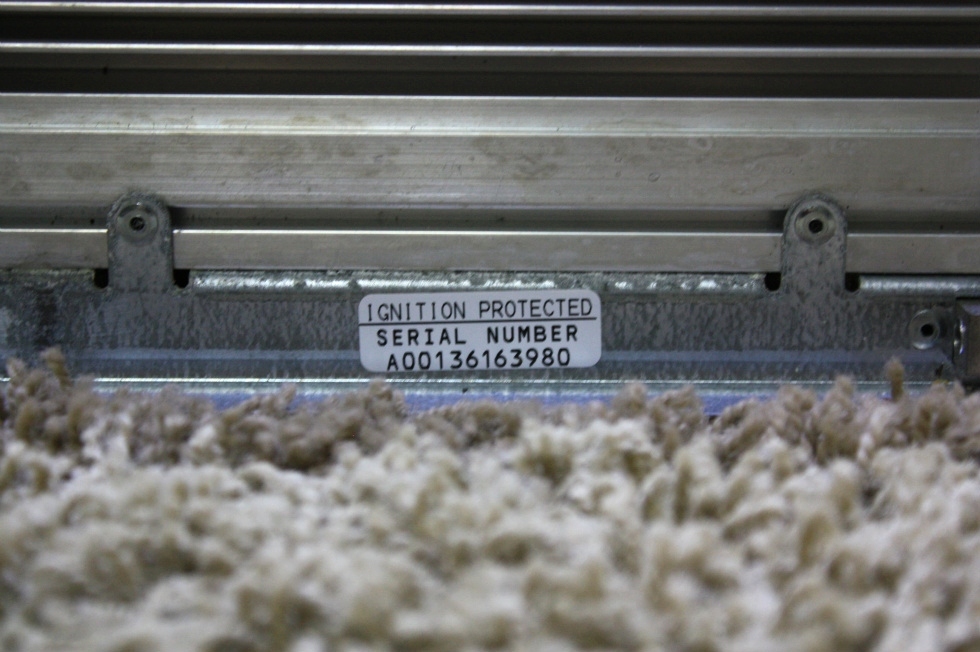 IGNITION PROTECTED
SERIAL NUMBER
A00136163980